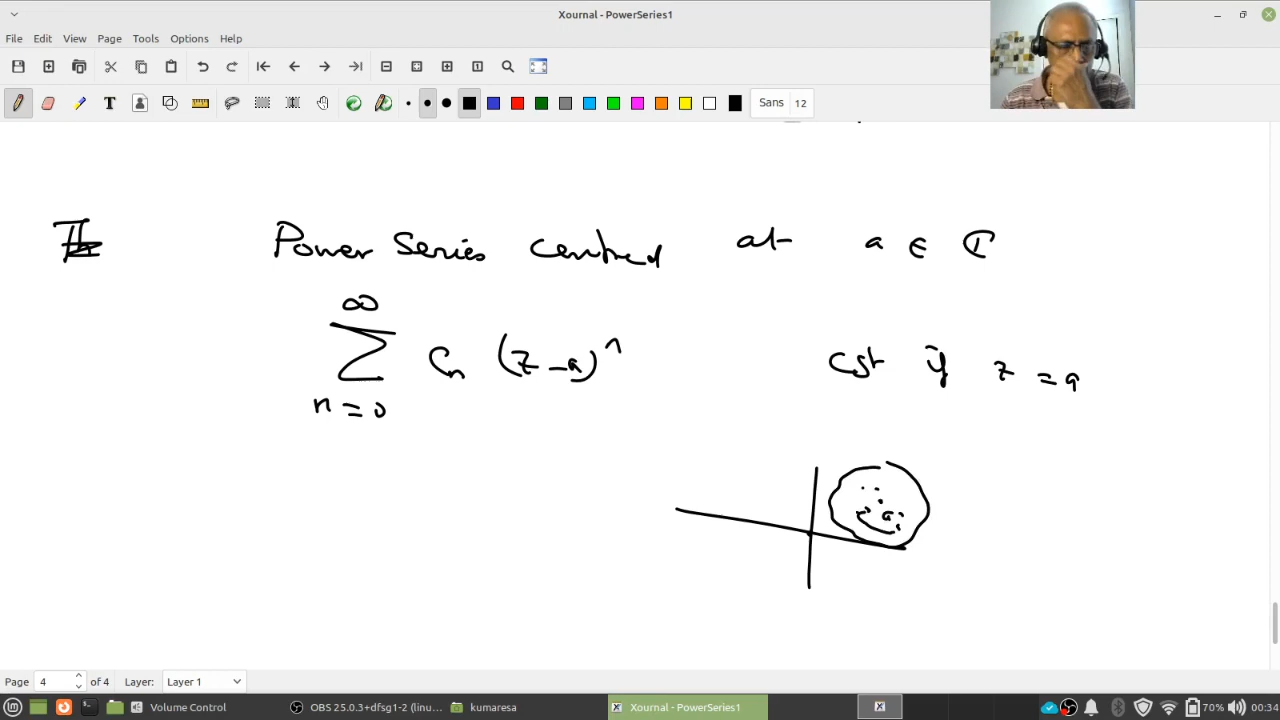 Xournal - PowerSeries1
File Edit View Page Tools Options Help
Sans 12
Power Series centred at a ∈ ℂ
∞
∑ Cn (z-a)^n cgt if z = a
n = 0
a
Page 4 of 4 Layer: Layer 1
Volume Control OBS 25.0.3+dfsg1-2 (linu... kumaresa Xournal - PowerSeries1 70% 00:34